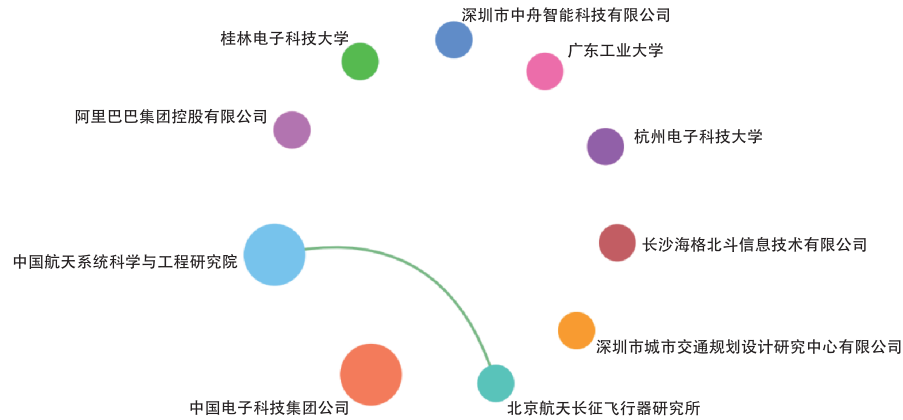 深圳市中舟智能科技有限公司
桂林电子科技大学
广东工业大学
阿里巴巴集团控股有限公司
杭州电子科技大学
长沙海格北斗信息技术有限公司
中国航天系统科学与工程研究院
深圳市城市交通规划设计研究中心有限公司
中国电子科技集团公司
北京航天长征飞行器研究所